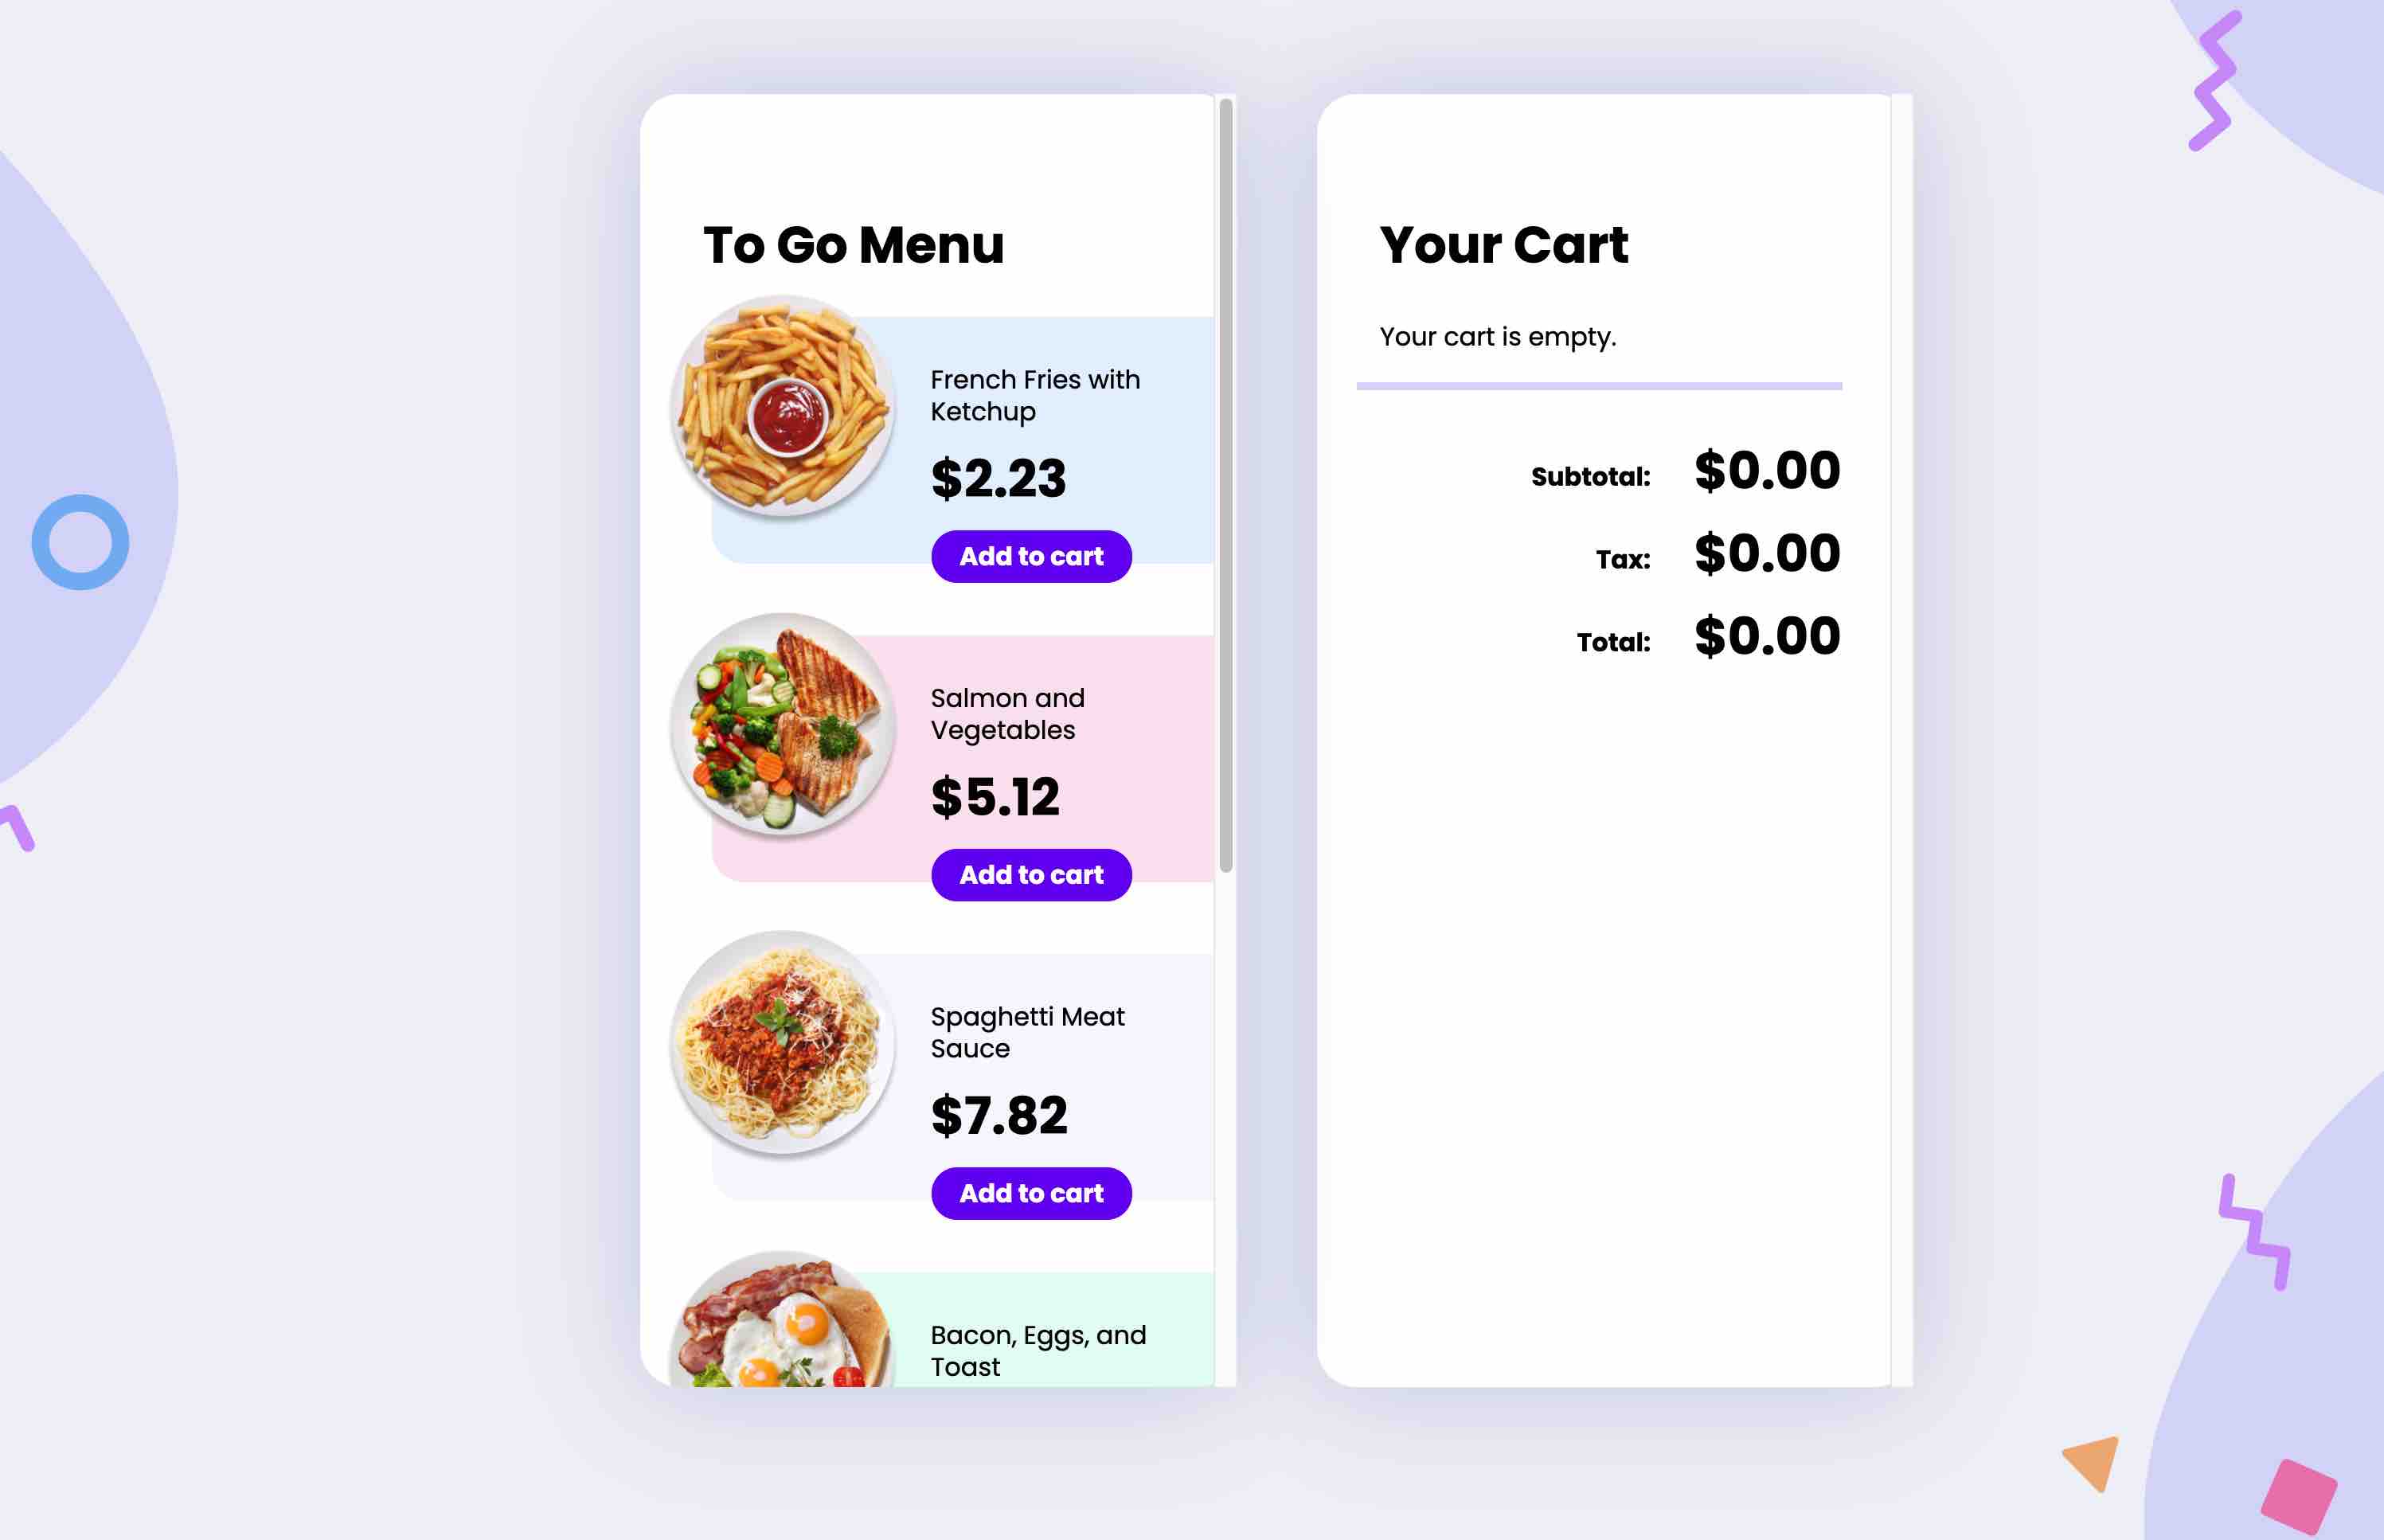 To Go Menu
French Fries with
Ketchup
$2.23
Add to cart
Salmon and
Vegetables
$5.12
Add to cart
Spaghetti Meat
Sauce
$7.82
Add to cart
Bacon, Eggs, and
Toast
Your Cart
Your cart is empty.
Subtotal: $0.00
Tax: $0.00
Total: $0.00